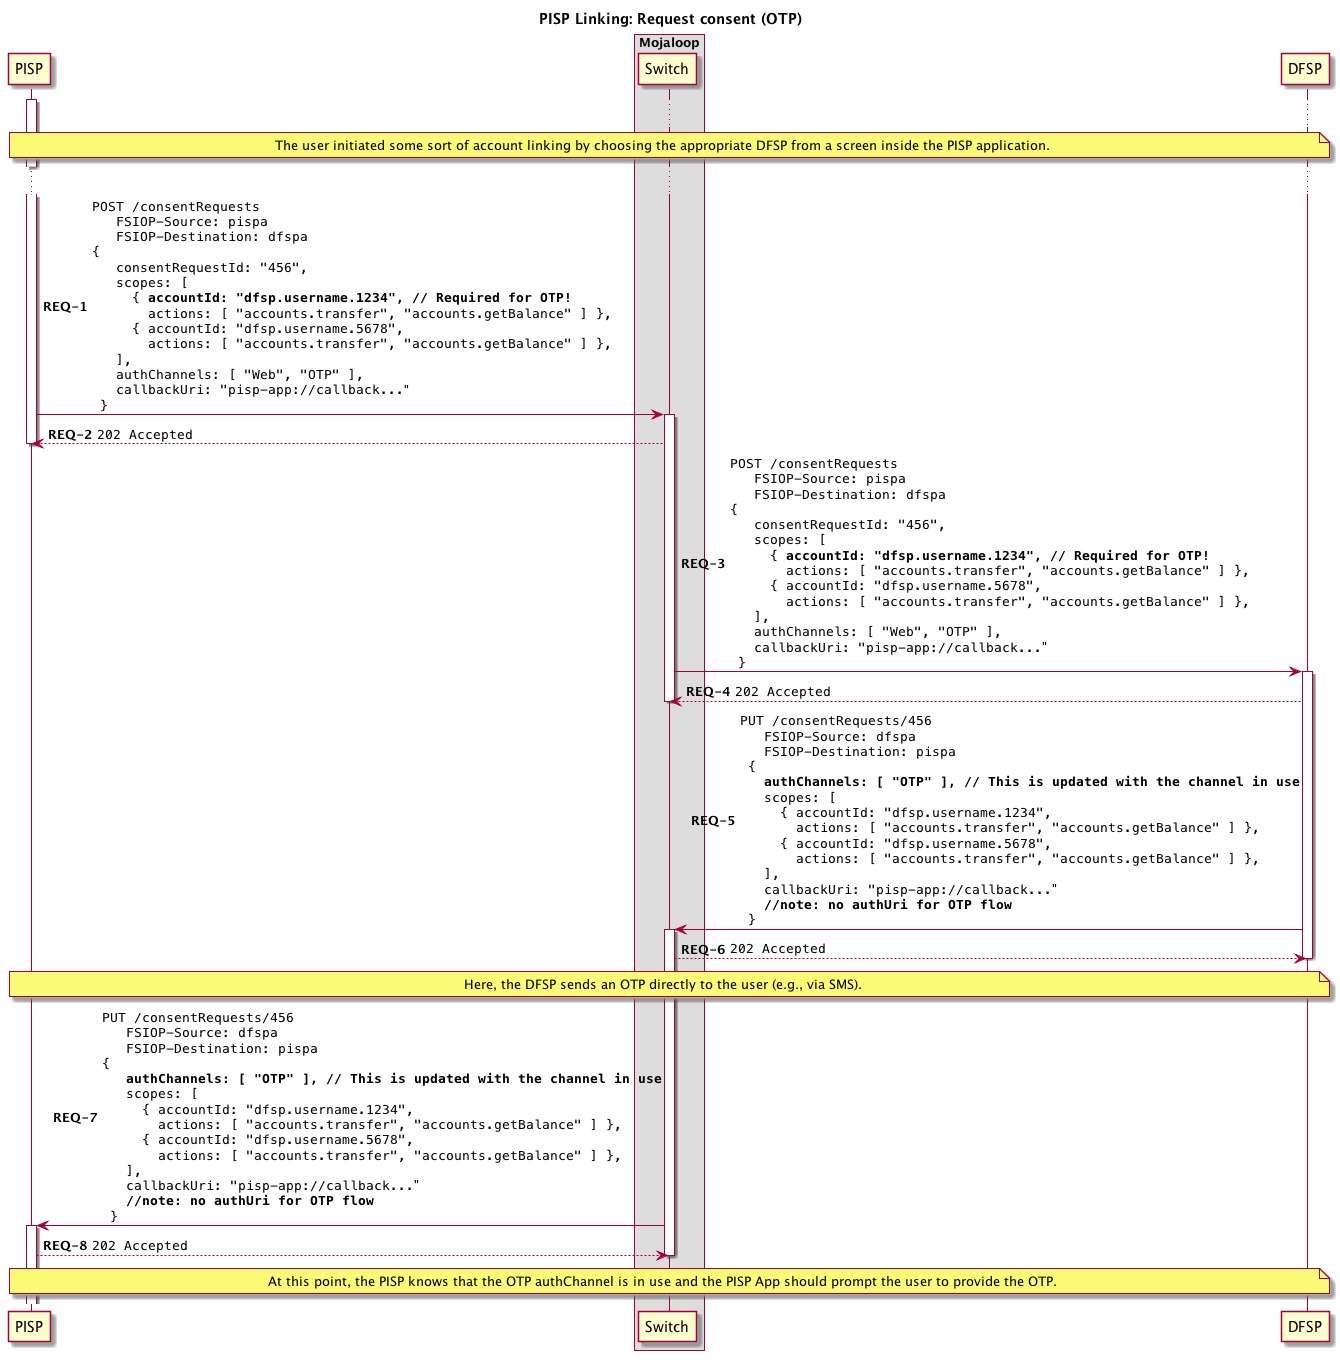 PISP Linking: Request consent (OTP)
Mojaloop
PISP
Switch
DFSP
The user initiated some sort of account linking by choosing the appropriate DFSP from a screen inside the PISP application.
REQ-1
POST /consentRequests
FSIOP-Source: pispa
FSIOP-Destination: dfspa
{
consentRequestId: "456",
scopes: [
{ accountId: "dfsp.username.1234", // Required for OTP!
actions: [ "accounts.transfer", "accounts.getBalance" ] },
{ accountId: "dfsp.username.5678",
actions: [ "accounts.transfer", "accounts.getBalance" ] },
],
authChannels: [ "Web", "OTP" ],
callbackUri: "pisp-app://callback..."
}
REQ-2 202 Accepted
REQ-3
POST /consentRequests
FSIOP-Source: pispa
FSIOP-Destination: dfspa
{
consentRequestId: "456",
scopes: [
{ accountId: "dfsp.username.1234", // Required for OTP!
actions: [ "accounts.transfer", "accounts.getBalance" ] },
{ accountId: "dfsp.username.5678",
actions: [ "accounts.transfer", "accounts.getBalance" ] },
],
authChannels: [ "Web", "OTP" ],
callbackUri: "pisp-app://callback..."
}
REQ-4 202 Accepted
REQ-5
PUT /consentRequests/456
FSIOP-Source: dfspa
FSIOP-Destination: pispa
{
authChannels: [ "OTP" ], // This is updated with the channel in use
scopes: [
{ accountId: "dfsp.username.1234",
actions: [ "accounts.transfer", "accounts.getBalance" ] },
{ accountId: "dfsp.username.5678",
actions: [ "accounts.transfer", "accounts.getBalance" ] },
],
callbackUri: "pisp-app://callback..."
//note: no authUri for OTP flow
}
REQ-6 202 Accepted
Here, the DFSP sends an OTP directly to the user (e.g., via SMS).
REQ-7
PUT /consentRequests/456
FSIOP-Source: dfspa
FSIOP-Destination: pispa
{
authChannels: [ "OTP" ], // This is updated with the channel in use
scopes: [
{ accountId: "dfsp.username.1234",
actions: [ "accounts.transfer", "accounts.getBalance" ] },
{ accountId: "dfsp.username.5678",
actions: [ "accounts.transfer", "accounts.getBalance" ] },
],
callbackUri: "pisp-app://callback..."
//note: no authUri for OTP flow
}
REQ-8 202 Accepted
At this point, the PISP knows that the OTP authChannel is in use and the PISP App should prompt the user to provide the OTP.
PISP
Switch
DFSP